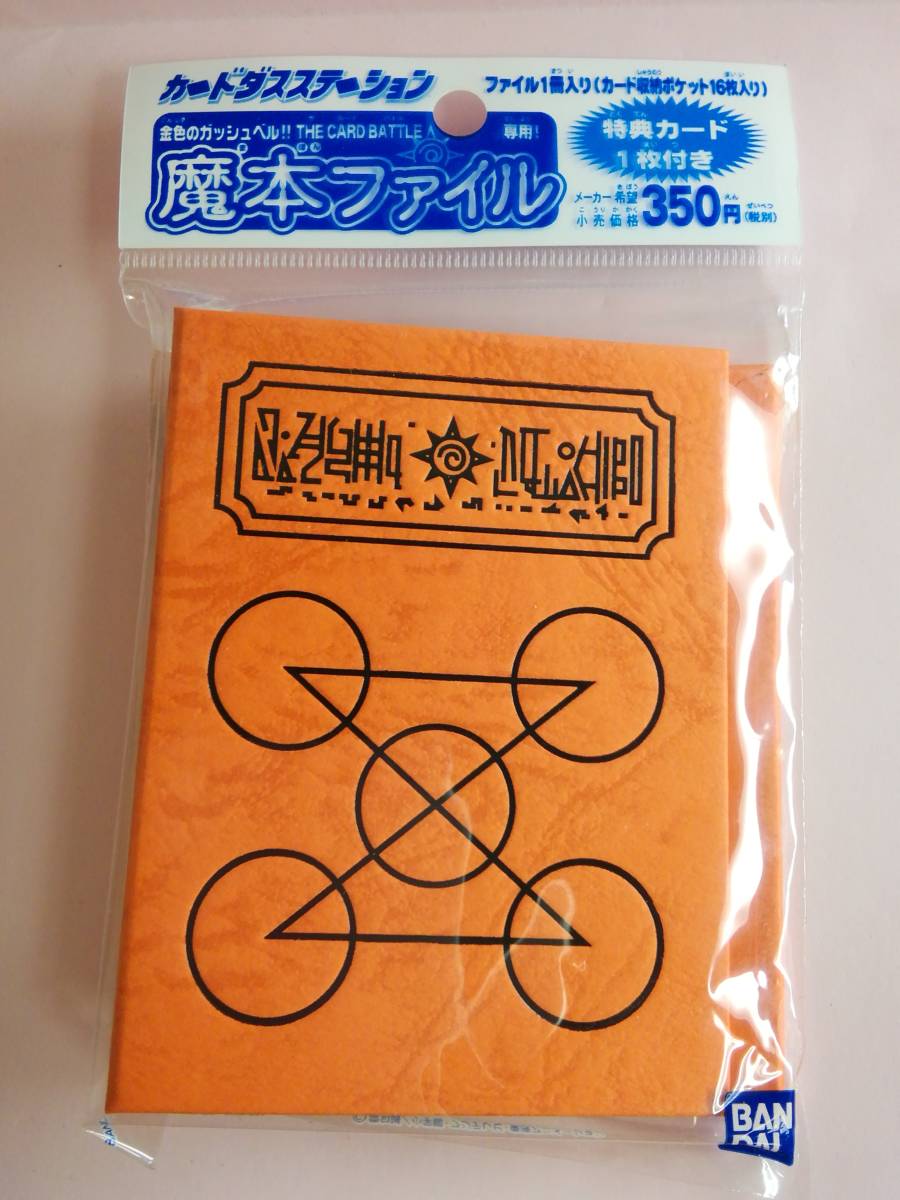 カードダスステーション
ファイル1冊入り(カード収納ポケット16枚入り)
金色のガッシュベル!! THE CARD BATTLE
専用!
魔本ファイル
特典カード
1枚付き
メーカー希望
小売価格
350円(税別)
BAN
DAI